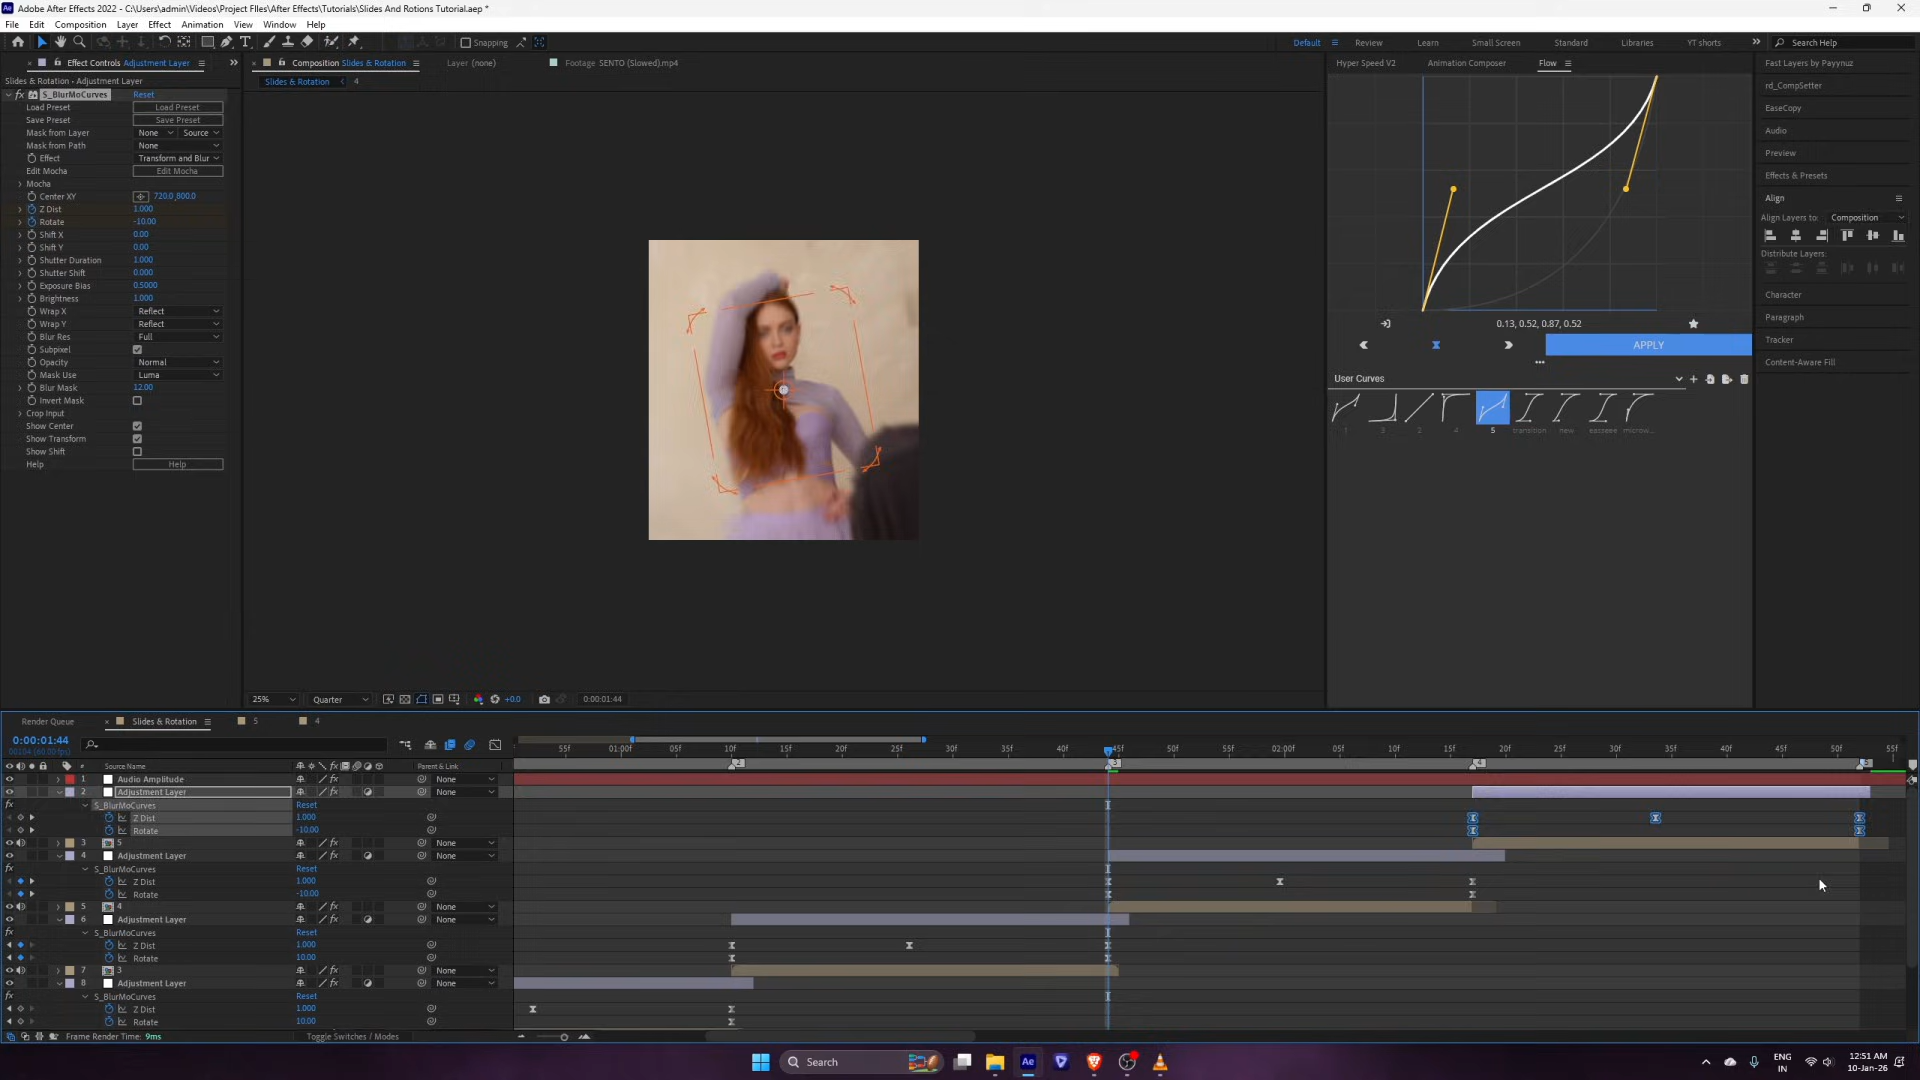 Adobe After Effects 2022 - C:\Users\admin\Videos\Project FIles\After Effects\Tutorials\Slides And Rotions Tutorial.aep *
File Edit Composition Layer Effect Animation View Window Help
Snapping
Default Review Learn Small Screen Standard Libraries YT shorts Search Help
Effect Controls Adjustment Layer
Composition Slides & Rotation
Layer (none)
Footage SENTO (Slowed).mp4
Slides & Rotation 4
Slides & Rotation • Adjustment Layer
S_BlurMoCurves Reset
Load Preset Load Preset
Save Preset Save Preset
Mask from Layer None Source
Mask from Path None
Effect Transform and Blur
Edit Mocha Edit Mocha
Mocha
Center XY 720.0,800.0
Z Dist 1.000
Rotate -10.00
Shift X 0.00
Shift Y 0.00
Shutter Duration 1.000
Shutter Shift 0.000
Exposure Bias 0.5000
Brightness 1.000
Wrap X Reflect
Wrap Y Reflect
Blur Res Full
Subpixel
Opacity Normal
Mask Use Luma
Blur Mask 12.00
Invert Mask
Crop Input
Show Center
Show Transform
Show Shift
Help Help
25% Quarter +0.0 0:00:01:44
Hyper Speed V2 Animation Composer Flow
0.13, 0.52, 0.87, 0.52
APPLY
User Curves
1 3 2 4 5 transition new easeee microw...
Fast Layers by Payynuz
rd_CompSetter
EaseCopy
Audio
Preview
Effects & Presets
Align
Align Layers to: Composition
Distribute Layers:
Character
Paragraph
Tracker
Content-Aware Fill
Render Queue Slides & Rotation 5 4
0:00:01:44
00104 (60.00 fps)
55f 01:00f 05f 10f 15f 20f 25f 30f 35f 40f 45f 50f 55f 02:00f 05f 10f 15f 20f 25f 30f 35f 40f 45f 50f 55f
# Source Name Parent & Link
2 3 4 5
1 Audio Amplitude None
2 Adjustment Layer None
S_BlurMoCurves Reset
Z Dist 1.000
Rotate -10.00
3 5 None
4 Adjustment Layer None
S_BlurMoCurves Reset
Z Dist 1.000
Rotate -10.00
5 4 None
6 Adjustment Layer None
S_BlurMoCurves Reset
Z Dist 1.000
Rotate 10.00
7 3 None
8 Adjustment Layer None
S_BlurMoCurves Reset
Z Dist 1.000
Rotate 10.00
Frame Render Time: 9ms
Toggle Switches / Modes
Search
Ae
ENG
IN
12:51 AM
10-Jan-26